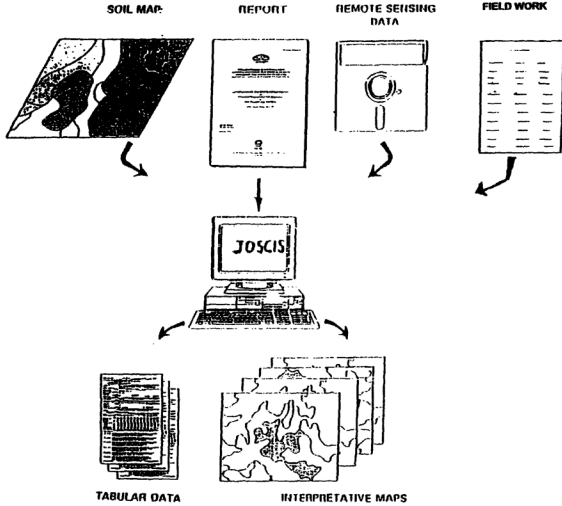 SOIL MAP:
REPORT
REMOTE SENSING
DATA
FIELD WORK
JOSCIS
TABULAR DATA
INTERPRETATIVE MAPS